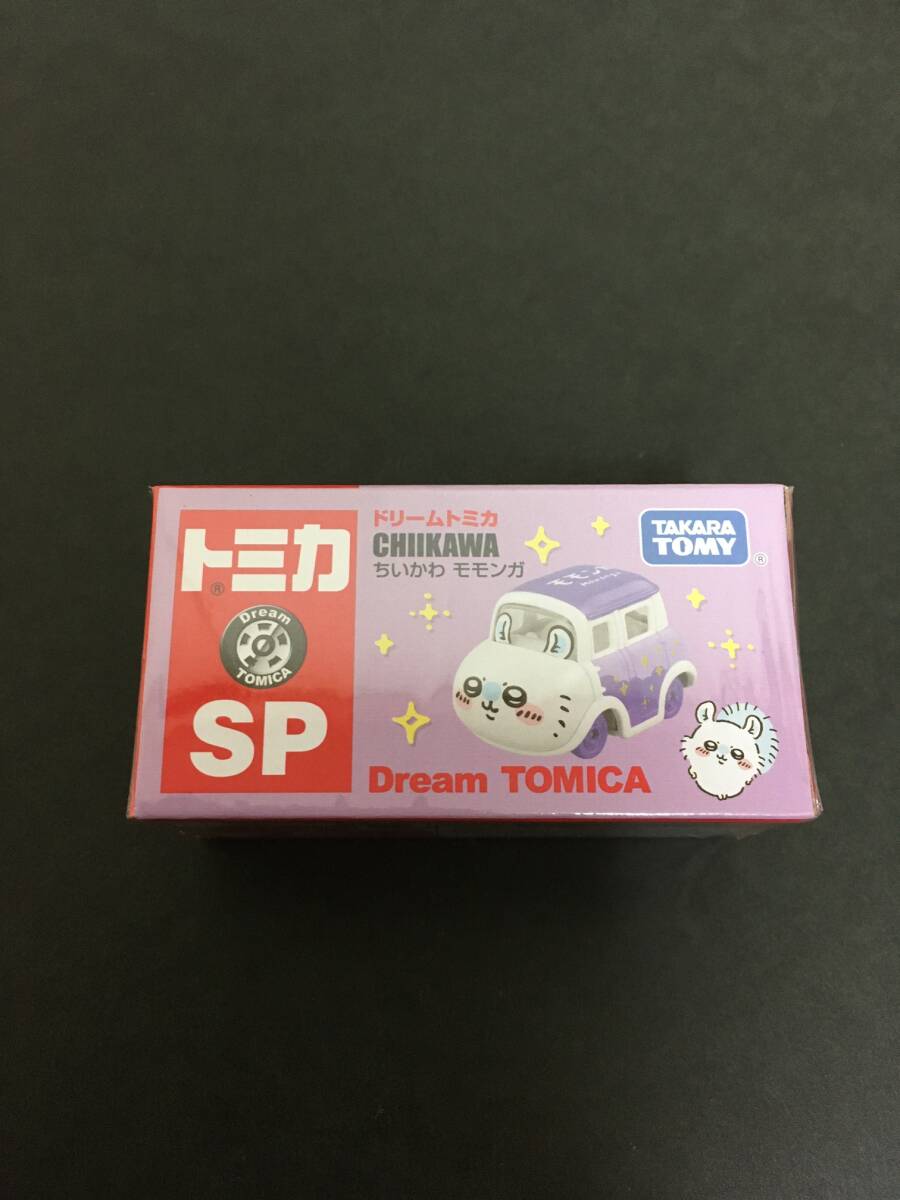 トミカ
®
Dream
TOMICA
SP
ドリームトミカ
CHIIKAWA
ちいかわ モモンガ
TAKARA
TOMY
®
Dream TOMICA